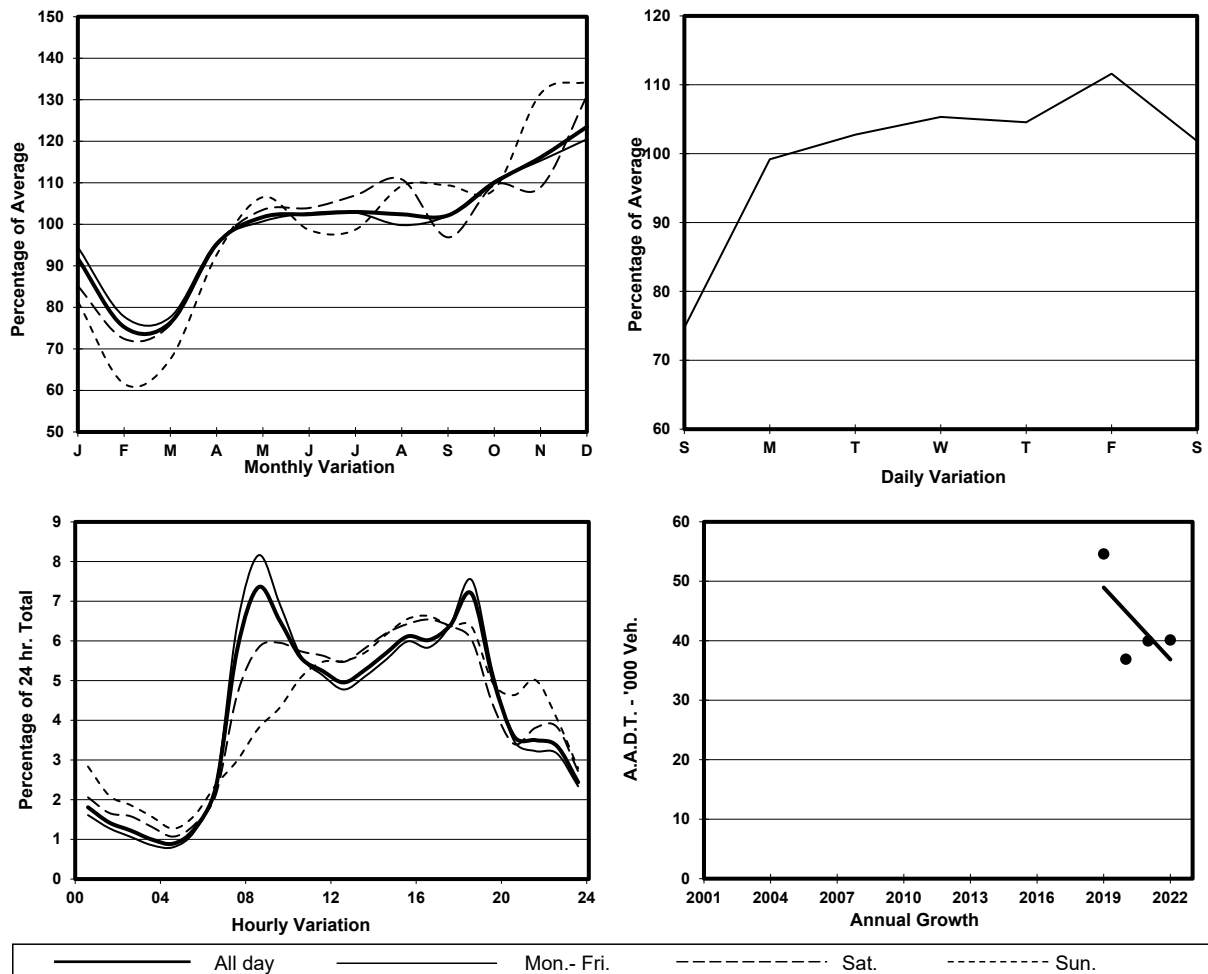 150
140
130
120
110
100
90
80
70
60
50
Percentage of Average
J F M A M J J A S O N D
Monthly Variation
120
110
100
90
80
70
60
Percentage of Average
S M T W T F S
Daily Variation
9
8
7
6
5
4
3
2
1
0
Percentage of 24 hr. Total
00 04 08 12 16 20 24
Hourly Variation
60
50
40
30
20
10
0
A.A.D.T. - '000 Veh.
2001 2004 2007 2010 2013 2016 2019 2022
Annual Growth
All day Mon.- Fri. Sat. Sun.